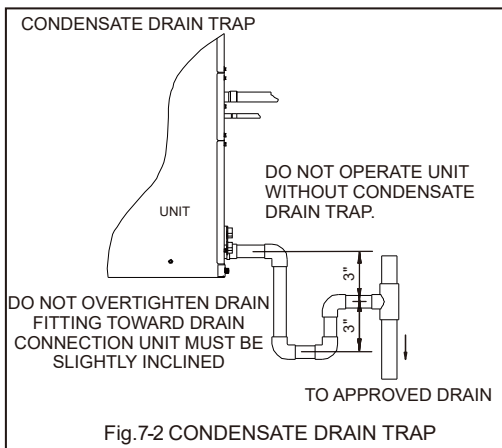 CONDENSATE DRAIN TRAP
UNIT
DO NOT OPERATE UNIT
WITHOUT CONDENSATE
DRAIN TRAP.
3"
3"
DO NOT OVERTIGHTEN DRAIN
FITTING TOWARD DRAIN
CONNECTION UNIT MUST BE
SLIGHTLY INCLINED
TO APPROVED DRAIN
Fig.7-2 CONDENSATE DRAIN TRAP